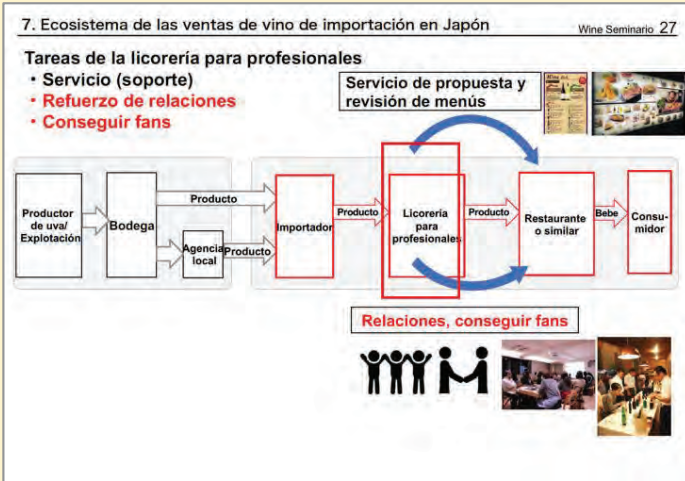 7. Ecosistema de las ventas de vino de importación en Japón
Wine Seminario 27
Tareas de la licorería para profesionales
・Servicio (soporte)
・Refuerzo de relaciones
・Conseguir fans
Servicio de propuesta y
revisión de menús
Productor
de uva/
Explotación
Bodega
Producto
Agencia
local
Producto
Importador
Producto
Licorería
para
profesionales
Producto
Restaurante
o similar
Bebe
Consu-
midor
Relaciones, conseguir fans